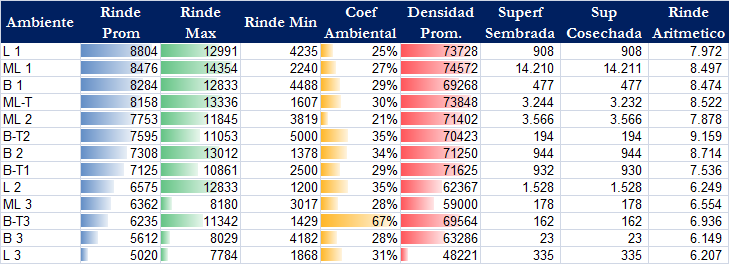 Ambiente Rinde Prom Rinde Max Rinde Min Coef Ambiental Densidad Prom. Superf Sembrada Sup Cosechada Rinde Aritmetico
L 1 8804 12991 4235 25% 73728 908 908 7.972
ML 1 8476 14354 2240 27% 74572 14.210 14.211 8.497
B 1 8284 12833 4488 29% 69268 477 477 8.474
ML-T 8158 13336 1607 30% 73848 3.244 3.232 8.522
ML 2 7753 11845 3819 21% 71402 3.566 3.566 7.878
B-T2 7595 11053 5000 35% 70423 194 194 9.159
B 2 7308 13012 1378 34% 71250 944 944 8.714
B-T1 7125 10861 2500 29% 71625 932 930 7.536
L 2 6575 12833 1200 35% 62367 1.528 1.528 6.249
ML 3 6362 8180 3017 28% 59000 178 178 6.554
B-T3 6235 11342 1429 67% 69564 162 162 6.936
B 3 5612 8029 4182 28% 63286 23 23 6.149
L 3 5020 7784 1868 31% 48221 335 335 6.207